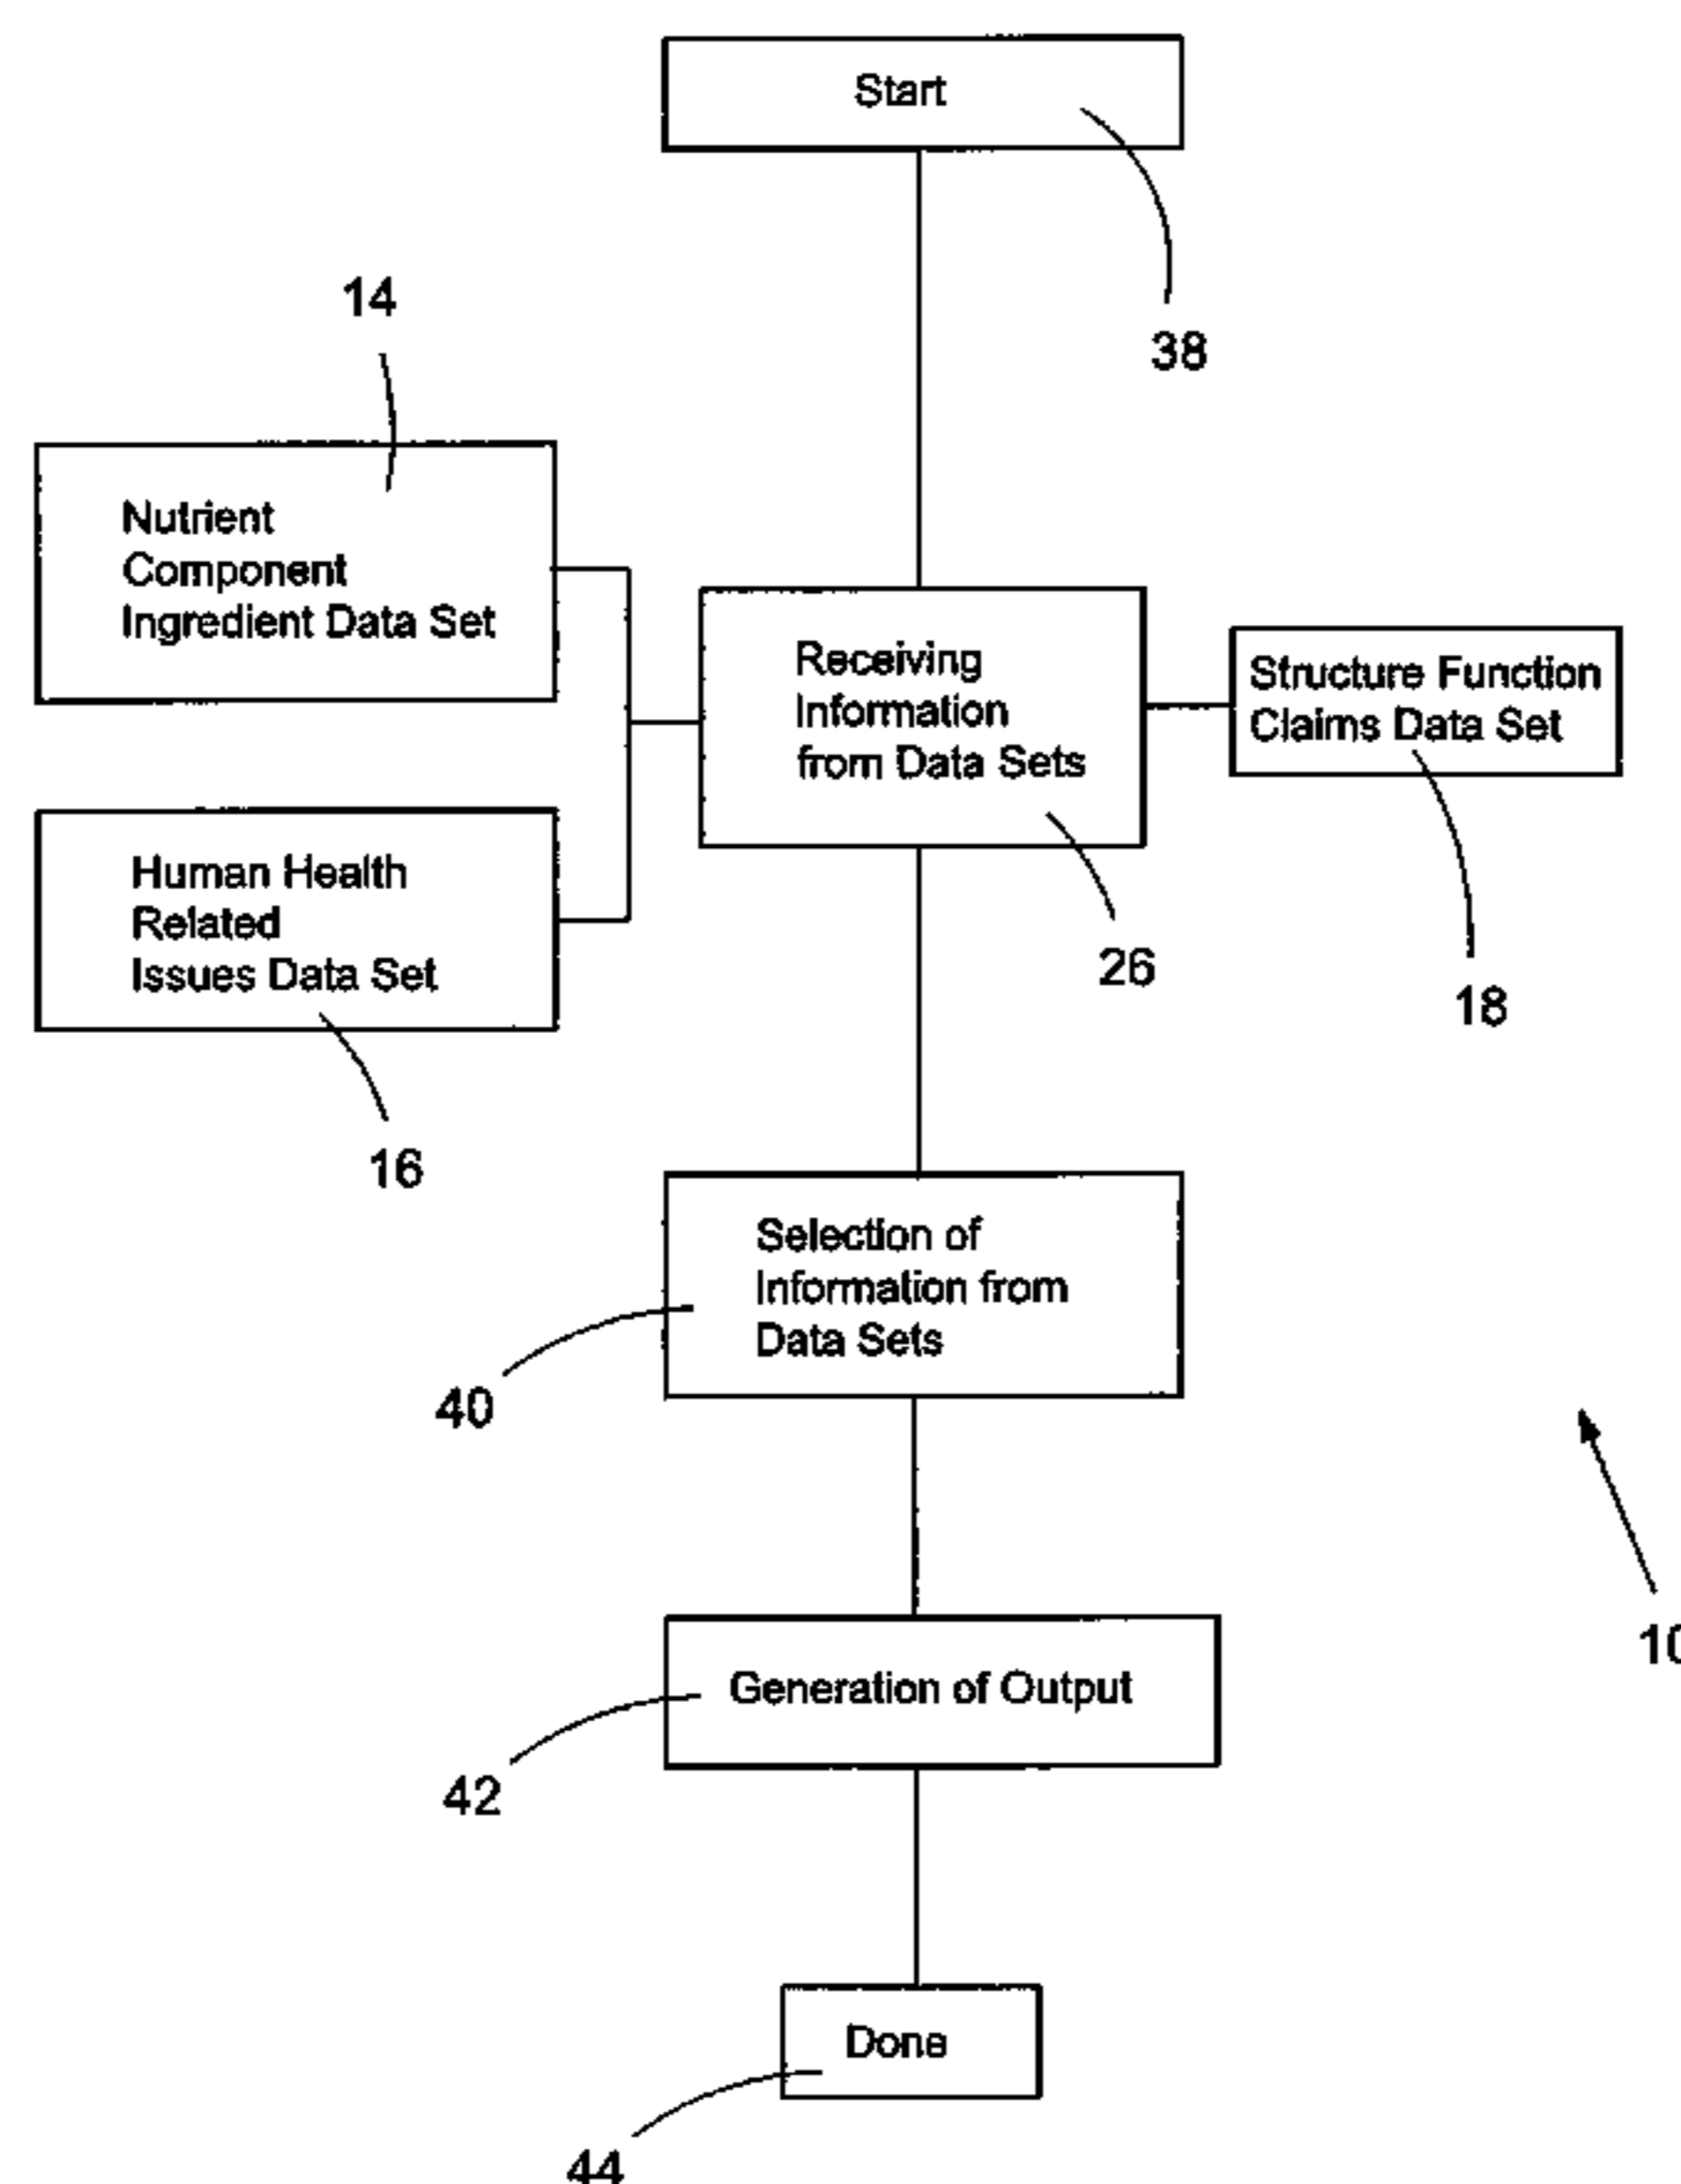 Start
38
14
Nutrient
Component
Ingredient Data Set
Receiving
Information
from Data Sets
Structure Function
Claims Data Set
26
18
Human Health
Related
Issues Data Set
16
Selection of
Information from
Data Sets
40
10
Generation of Output
42
Done
44